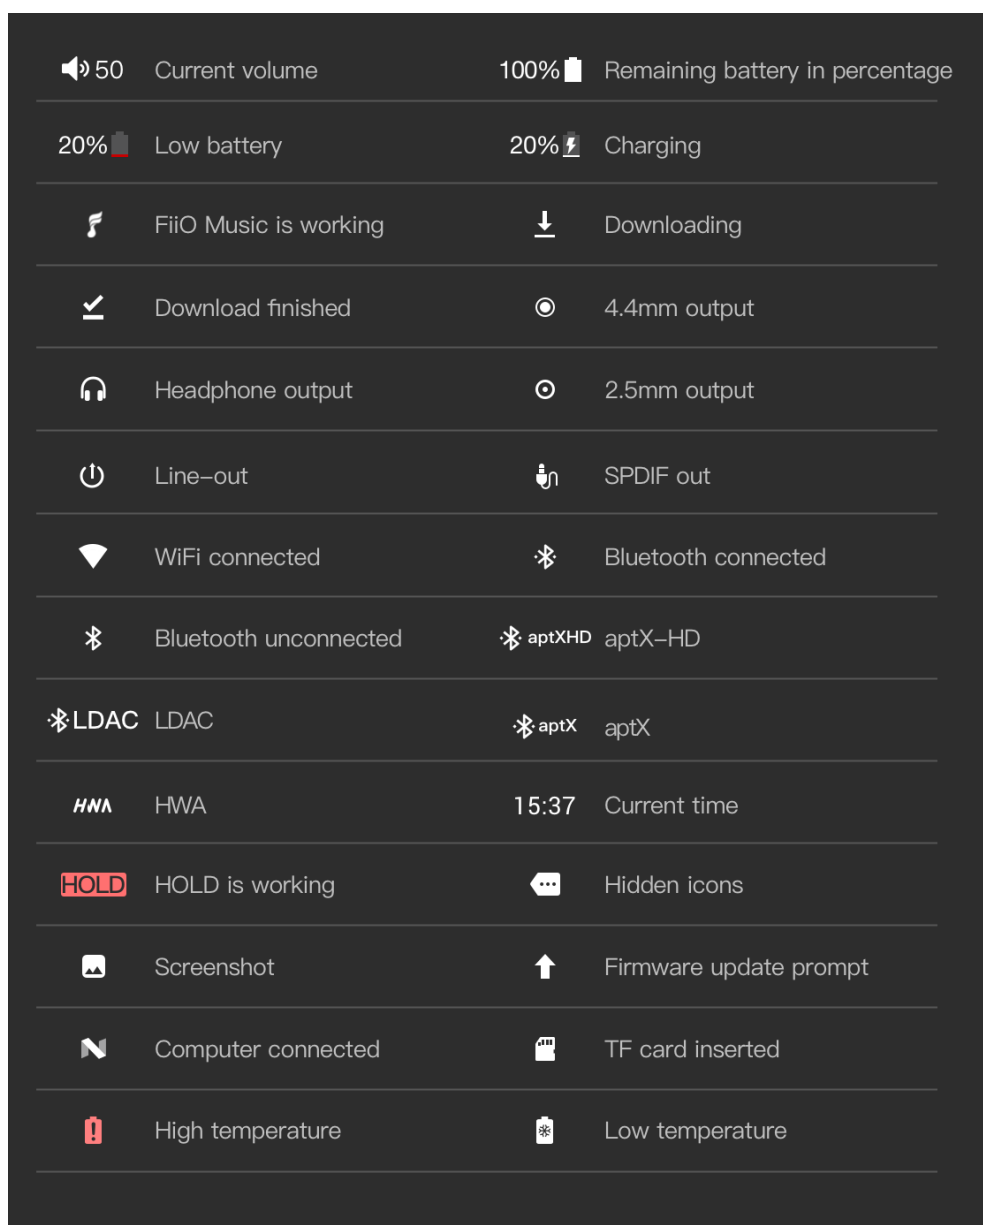 50 Current volume 100% Remaining battery in percentage
20% Low battery 20% Charging
FiiO Music is working Downloading
Download finished 4.4mm output
Headphone output 2.5mm output
Line-out SPDIF out
WiFi connected Bluetooth connected
Bluetooth unconnected aptXHD aptX-HD
LDAC LDAC aptX aptX
HWA HWA 15:37 Current time
HOLD HOLD is working Hidden icons
Screenshot Firmware update prompt
N Computer connected TF card inserted
High temperature Low temperature